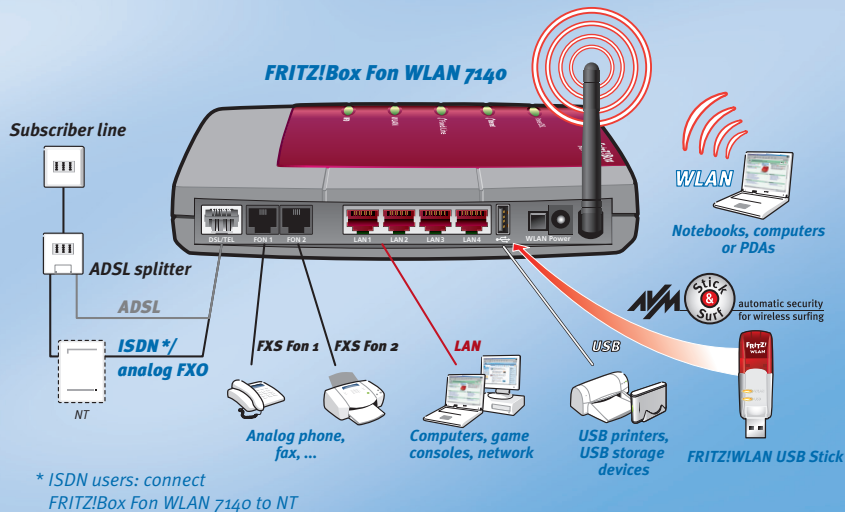 FRITZ!Box Fon WLAN 7140
Subscriber line
ADSL splitter
ADSL
ISDN*/
analog FXO
NT
DSL/TEL
FON 1
FON 2
LAN 1
LAN 2
LAN 3
LAN 4
WLAN
Power
FXS Fon 1
FXS Fon 2
LAN
USB
WLAN
Notebooks, computers
or PDAs
AVM
Stick
&
Surf
automatic security
for wireless surfing
FRITZ!
WLAN
Analog phone,
fax, ...
Computers, game
consoles, network
USB printers,
USB storage
devices
FRITZ!WLAN USB Stick
* ISDN users: connect
FRITZ!Box Fon WLAN 7140 to NT